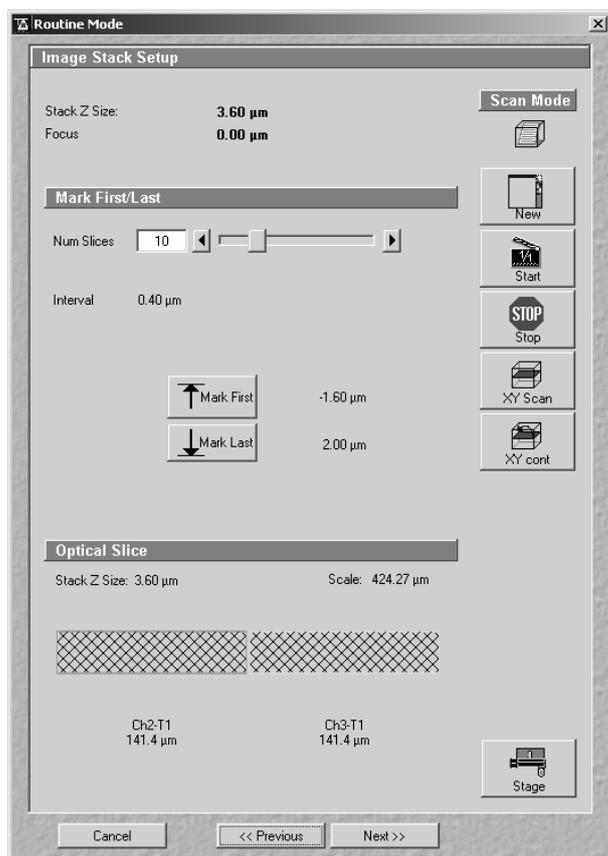 Routine Mode
Image Stack Setup
Stack Z Size: 3.60 µm
Focus 0.00 µm
Scan Mode
Mark First/Last
New
Num Slices 10
1/1
Start
Interval 0.40 µm
STOP
Stop
Mark First -1.60 µm
XY Scan
Mark Last 2.00 µm
XY cont
Optical Slice
Stack Z Size: 3.60 µm Scale: 424.27 µm
Ch2-T1 Ch3-T1
141.4 µm 141.4 µm
1
Stage
Cancel << Previous Next >>